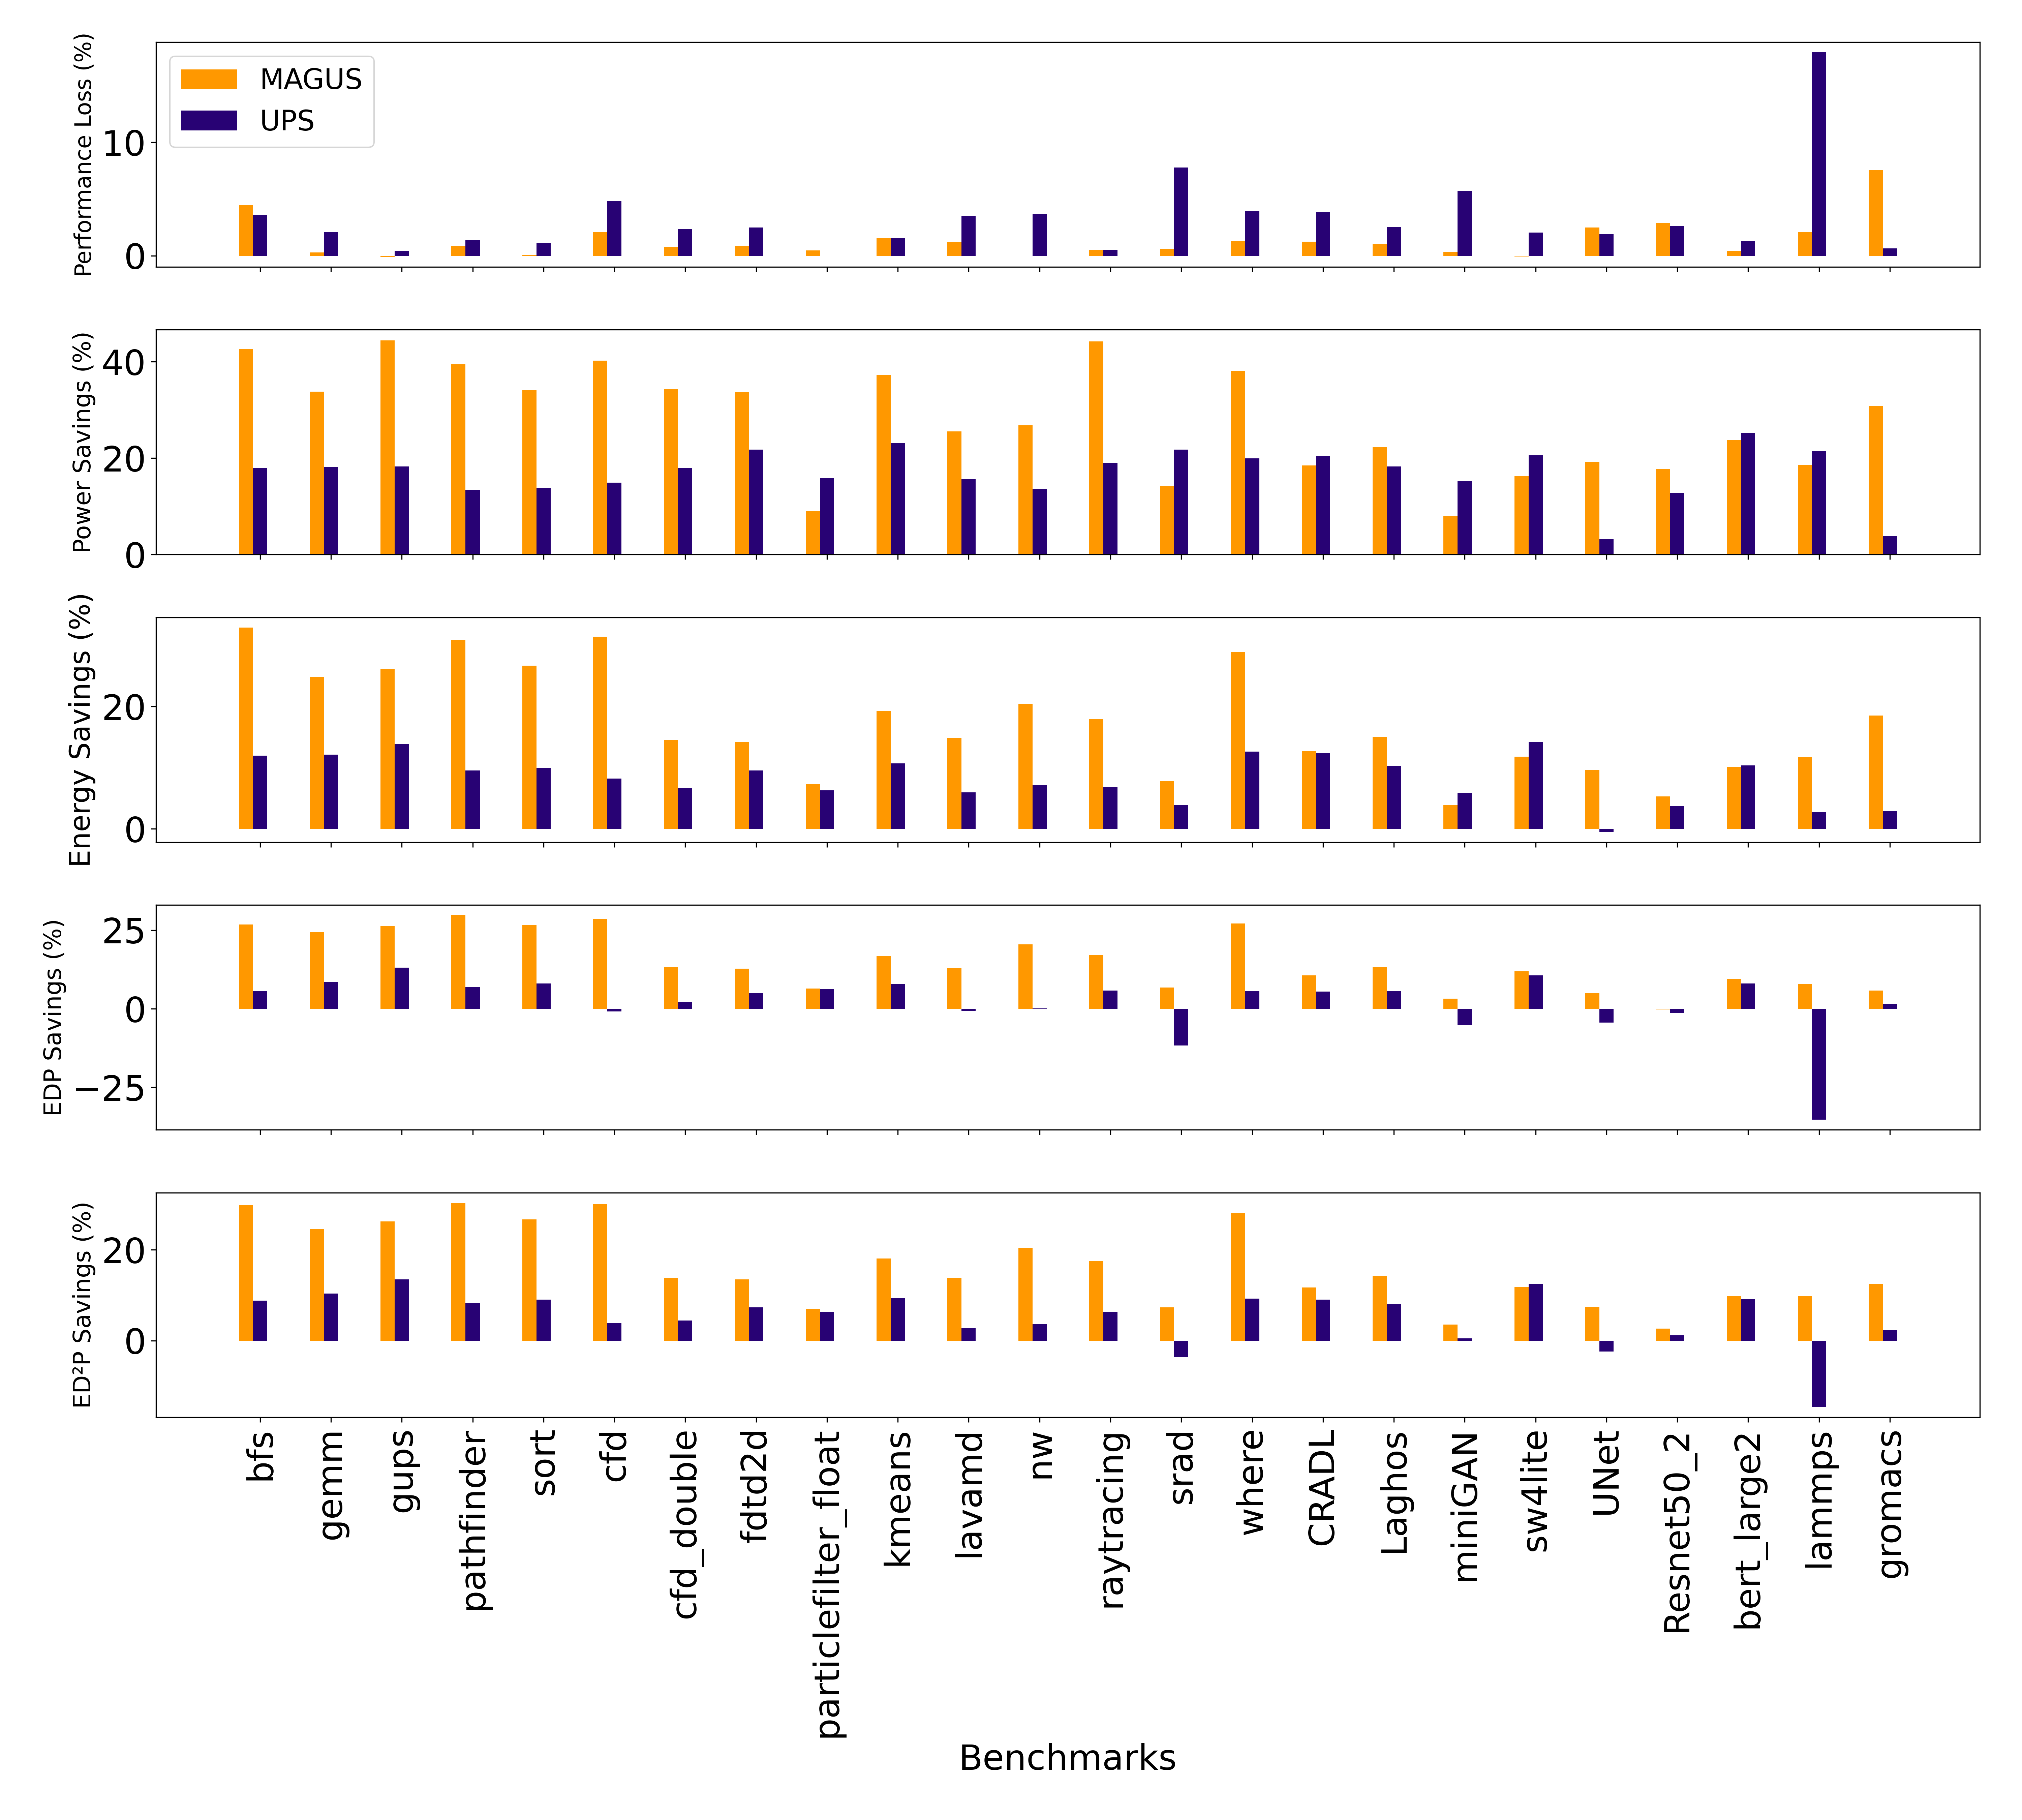 Performance Loss (%)
10
0
MAGUS
UPS
Power Savings (%)
40
20
0
Energy Savings (%)
20
0
EDP Savings (%)
25
0
−25
ED²P Savings (%)
20
0
bfs
gemm
gups
pathfinder
sort
cfd
cfd_double
fdtd2d
particlefilter_float
kmeans
lavamd
nw
raytracing
srad
where
CRADL
Laghos
miniGAN
sw4lite
UNet
Resnet50_2
bert_large2
lammps
gromacs
Benchmarks